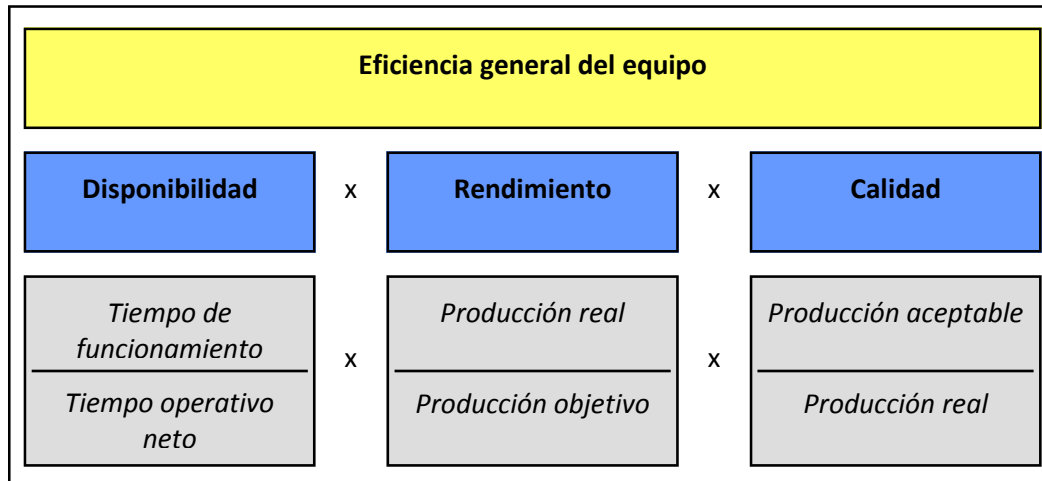 Eficiencia general del equipo
Disponibilidad x Rendimiento x Calidad
Tiempo de
funcionamiento
Tiempo operativo
neto
x
Producción real
Producción objetivo
x
Producción aceptable
Producción real